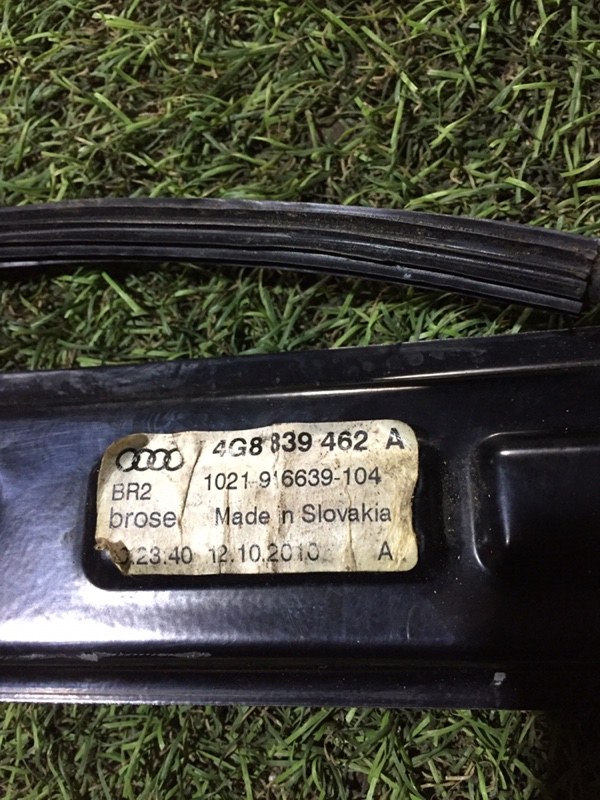 4G8 839 462 A
1021-916639-104
BR2
brose Made in Slovakia
:23:40 12.10.2010 A